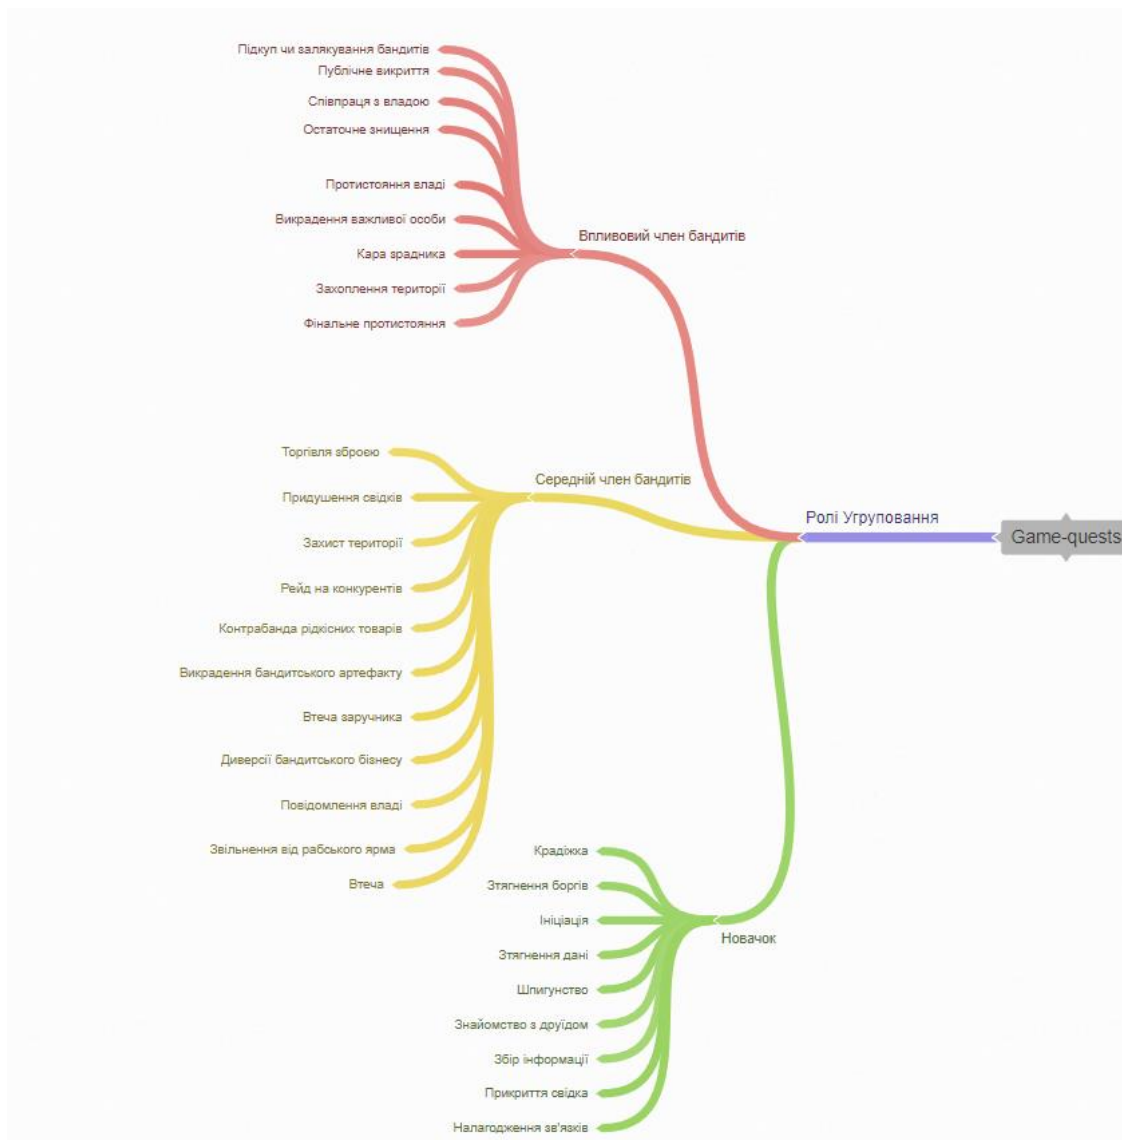 Підкуп чи залякування бандитів
Публічне викриття
Співпраця з владою
Остаточне знищення
Протистояння владі
Викрадення важливої особи
Кара зрадника
Захоплення території
Фінальне протистояння
Впливовий член бандитів
Торгівля зброєю
Придушення свідків
Захист території
Рейд на конкурентів
Контрабанда рідкісних товарів
Викрадення бандитського артефакту
Втеча заручника
Диверсії бандитського бізнесу
Повідомлення владі
Звільнення від рабського ярма
Втеча
Середній член бандитів
Ролі Угруповання
Game-quests
Крадіжка
Зтягнення боргів
Ініціація
Зтягнення дані
Шпигунство
Знайомство з друїдом
Збір інформації
Прикриття свідка
Налагодження зв'язків
Новачок